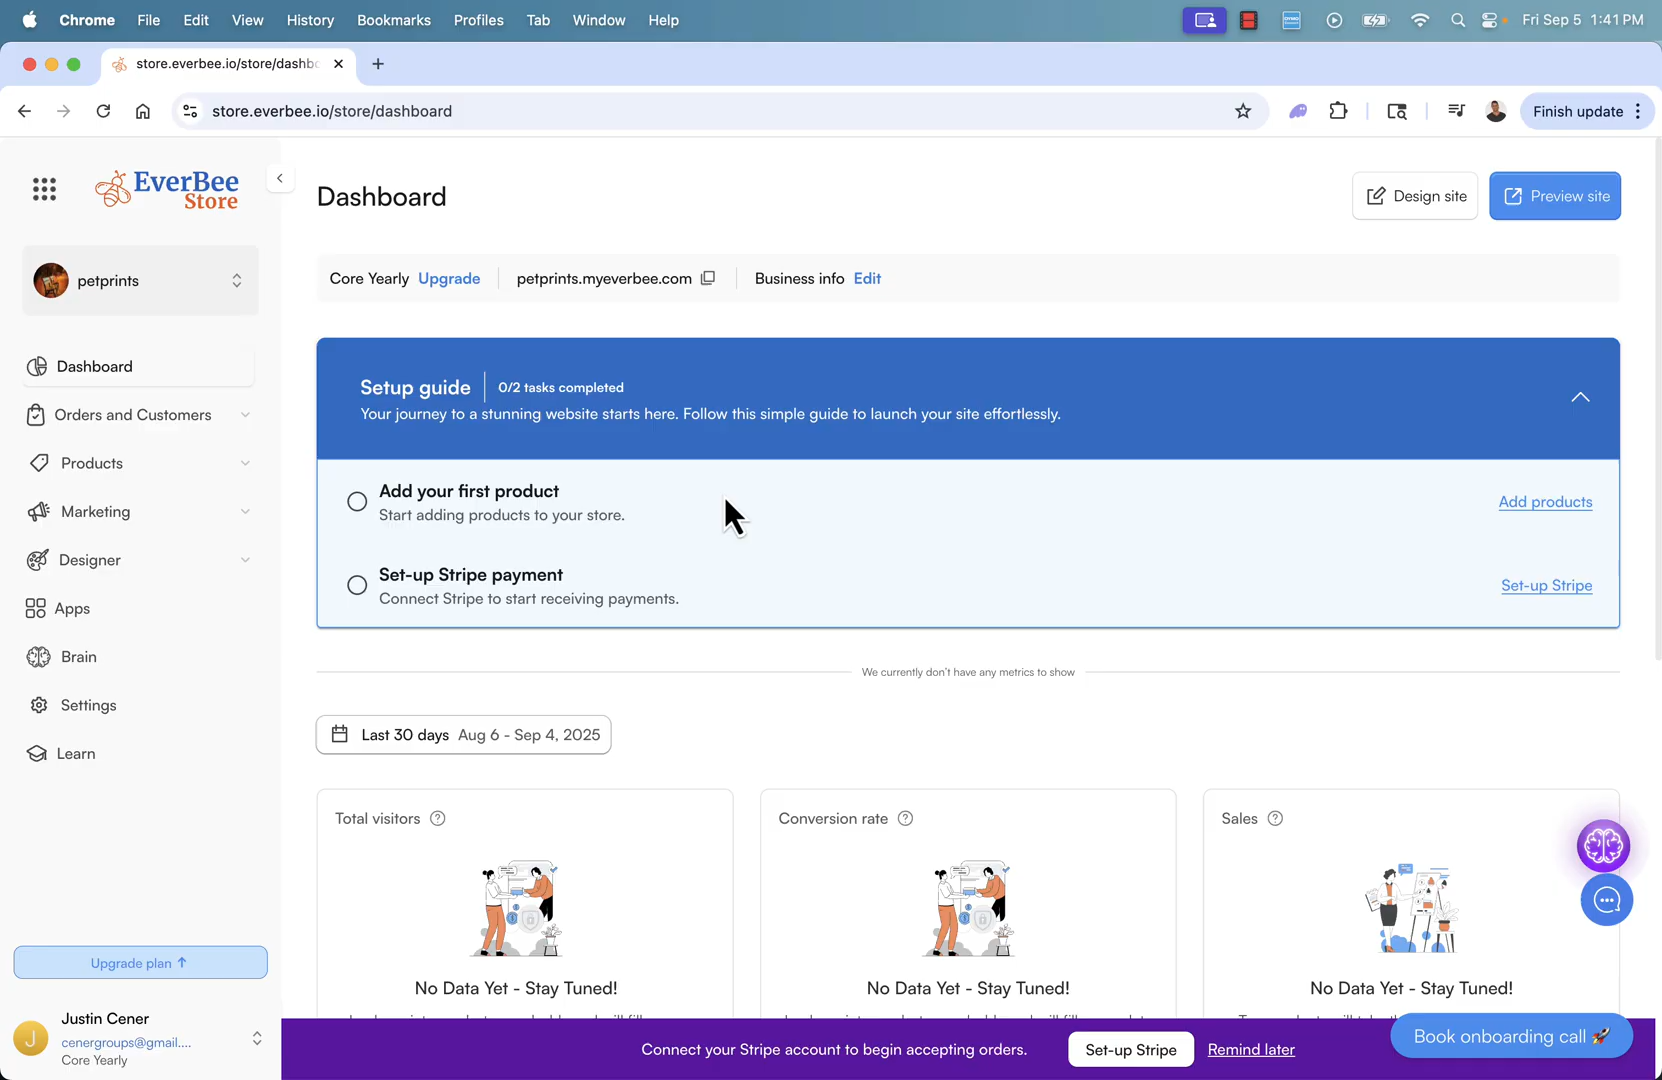 Chrome File Edit View History Bookmarks Profiles Tab Window Help Fri Sep 5 1:41 PM
store.everbee.io/store/dashbo
store.everbee.io/store/dashboard
Finish update
EverBee
Store
petprints
Dashboard
Orders and Customers
Products
Marketing
Designer
Apps
Brain
Settings
Learn
Upgrade plan ↑
J
Justin Cener
cenergroups@gmail....
Core Yearly
Dashboard
Design site
Preview site
Core Yearly Upgrade petprints.myeverbee.com Business info Edit
Setup guide 0/2 tasks completed
Your journey to a stunning website starts here. Follow this simple guide to launch your site effortlessly.
Add your first product
Start adding products to your store.
Add products
Set-up Stripe payment
Connect Stripe to start receiving payments.
Set-up Stripe
We currently don't have any metrics to show
Last 30 days Aug 6 - Sep 4, 2025
Total visitors
No Data Yet - Stay Tuned!
Conversion rate
No Data Yet - Stay Tuned!
Sales
No Data Yet - Stay Tuned!
Connect your Stripe account to begin accepting orders.
Set-up Stripe
Remind later
Book onboarding call 🚀